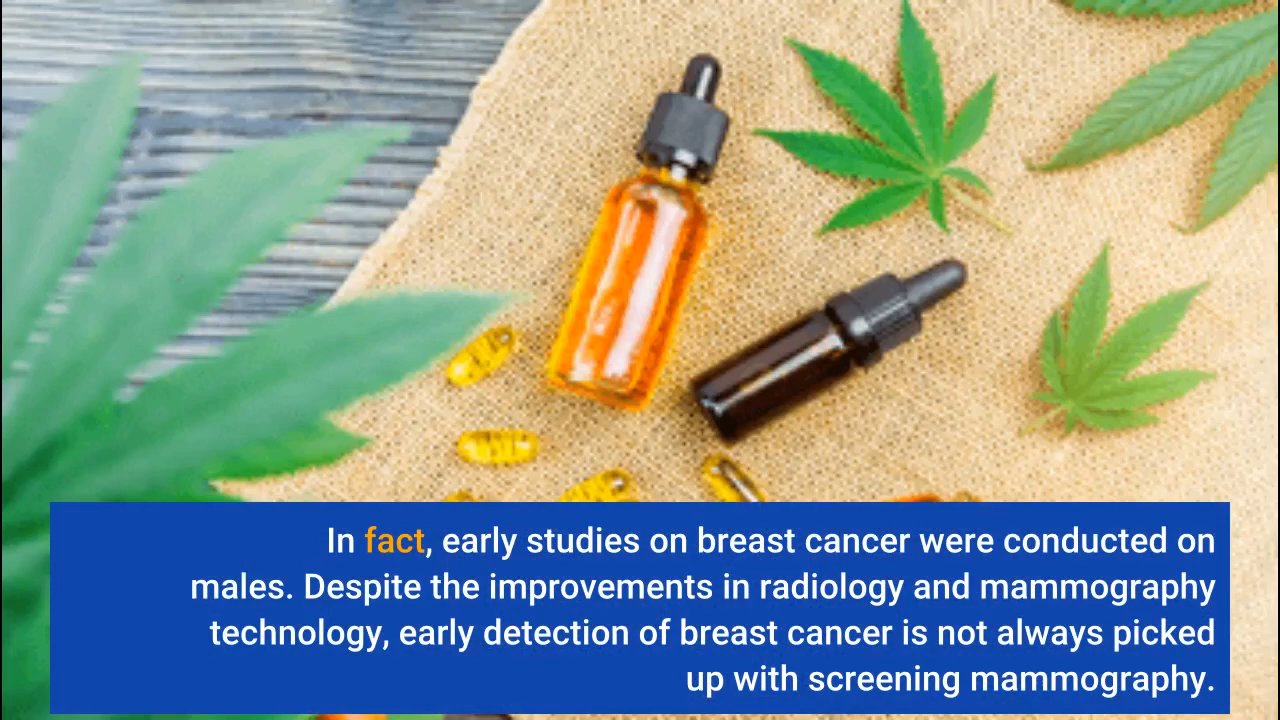 In fact, early studies on breast cancer were conducted on
males. Despite the improvements in radiology and mammography
technology, early detection of breast cancer is not always picked
up with screening mammography.